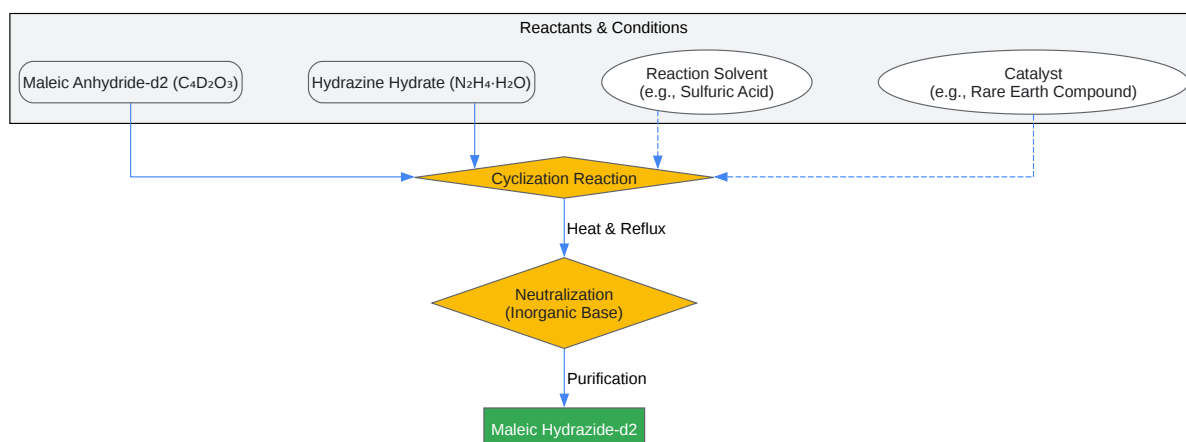 Reactants & Conditions
Maleic Anhydride-d2 (C₄D₂O₃)
Hydrazine Hydrate (N₂H₄·H₂O)
Reaction Solvent
(e.g., Sulfuric Acid)
Catalyst
(e.g., Rare Earth Compound)
Cyclization Reaction
Heat & Reflux
Neutralization
(Inorganic Base)
Purification
Maleic Hydrazide-d2